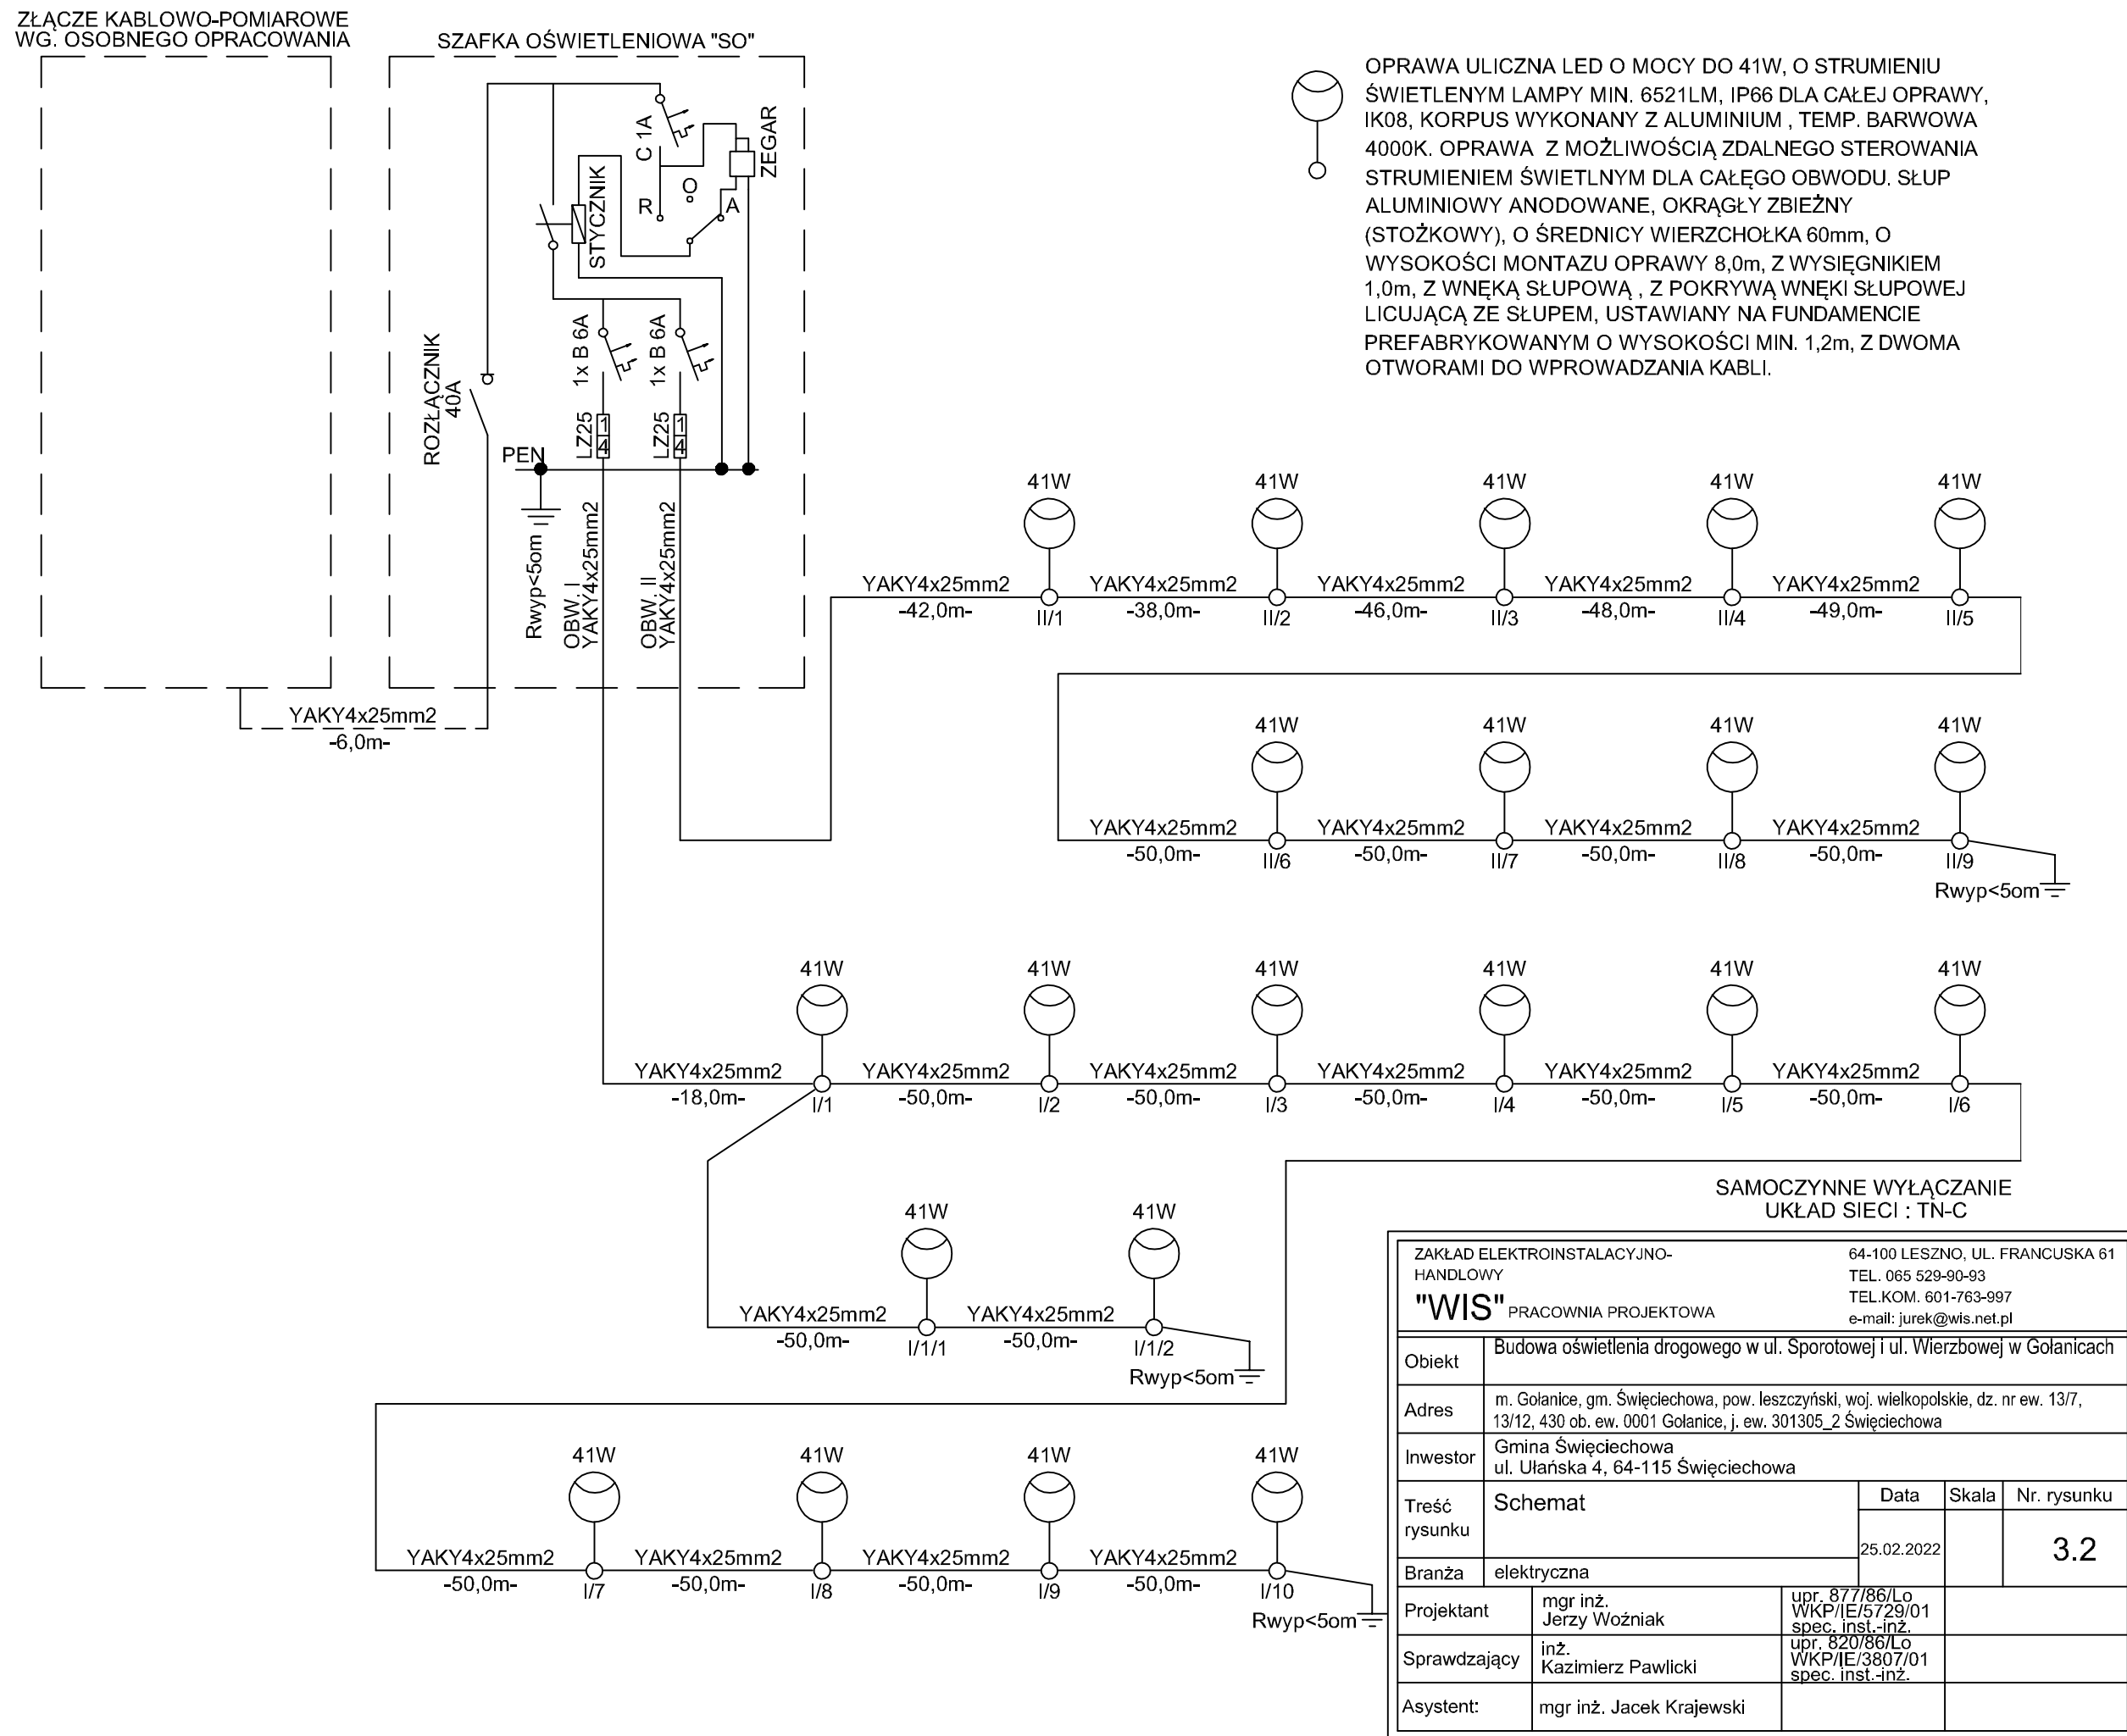 ZŁĄCZE KABLOWO-POMIAROWE
WG. OSOBNEGO OPRACOWANIA
SZAFKA OŚWIETLENIOWA "SO"
C 1A
ZEGAR
STYCZNIK
R
O
A
1x B 6A
1x B 6A
ROZŁĄCZNIK
40A
LZ25
1
4
LZ25
1
4
PEN
Rwyp<5om
OBW. I
YAKY4x25mm2
OBW. II
YAKY4x25mm2
YAKY4x25mm2
-6,0m-
OPRAWA ULICZNA LED O MOCY DO 41W, O STRUMIENIU
ŚWIETLENYM LAMPY MIN. 6521LM, IP66 DLA CAŁEJ OPRAWY,
IK08, KORPUS WYKONANY Z ALUMINIUM , TEMP. BARWOWA
4000K. OPRAWA Z MOŻLIWOŚCIĄ ZDALNEGO STEROWANIA
STRUMIENIEM ŚWIETLNYM DLA CAŁĘGO OBWODU. SŁUP
ALUMINIOWY ANODOWANE, OKRĄGŁY ZBIEŻNY
(STOŻKOWY), O ŚREDNICY WIERZCHOŁKA 60mm, O
WYSOKOŚCI MONTAZU OPRAWY 8,0m, Z WYSIĘGNIKIEM
1,0m, Z WNĘKĄ SŁUPOWĄ , Z POKRYWĄ WNĘKI SŁUPOWEJ
LICUJĄCĄ ZE SŁUPEM, USTAWIANY NA FUNDAMENCIE
PREFABRYKOWANYM O WYSOKOŚCI MIN. 1,2m, Z DWOMA
OTWORAMI DO WPROWADZANIA KABLI.
41W 41W 41W 41W 41W
YAKY4x25mm2 YAKY4x25mm2 YAKY4x25mm2 YAKY4x25mm2 YAKY4x25mm2
-42,0m- II/1 -38,0m- II/2 -46,0m- II/3 -48,0m- II/4 -49,0m- II/5
41W 41W 41W 41W
YAKY4x25mm2 YAKY4x25mm2 YAKY4x25mm2 YAKY4x25mm2
-50,0m- II/6 -50,0m- II/7 -50,0m- II/8 -50,0m- II/9
Rwyp<5om
41W 41W 41W 41W 41W 41W
YAKY4x25mm2 YAKY4x25mm2 YAKY4x25mm2 YAKY4x25mm2 YAKY4x25mm2 YAKY4x25mm2
-18,0m- I/1 -50,0m- I/2 -50,0m- I/3 -50,0m- I/4 -50,0m- I/5 -50,0m- I/6
41W 41W
YAKY4x25mm2 YAKY4x25mm2
-50,0m- I/1/1 -50,0m- I/1/2
Rwyp<5om
41W 41W 41W 41W
YAKY4x25mm2 YAKY4x25mm2 YAKY4x25mm2 YAKY4x25mm2
-50,0m- I/7 -50,0m- I/8 -50,0m- I/9 -50,0m- I/10
Rwyp<5om
SAMOCZYNNE WYŁĄCZANIE
UKŁAD SIECI : TN-C
ZAKŁAD ELEKTROINSTALACYJNO-
HANDLOWY
"WIS" PRACOWNIA PROJEKTOWA
64-100 LESZNO, UL. FRANCUSKA 61
TEL. 065 529-90-93
TEL.KOM. 601-763-997
e-mail: jurek@wis.net.pl
Obiekt
Budowa oświetlenia drogowego w ul. Sporotowej i ul. Wierzbowej w Gołanicach
Adres
m. Gołanice, gm. Święciechowa, pow. leszczyński, woj. wielkopolskie, dz. nr ew. 13/7,
13/12, 430 ob. ew. 0001 Gołanice, j. ew. 301305_2 Święciechowa
Inwestor
Gmina Święciechowa
ul. Ułańska 4, 64-115 Święciechowa
Treść
rysunku
Schemat
Data
Skala
Nr. rysunku
25.02.2022
3.2
Branża
elektryczna
Projektant
mgr inż.
Jerzy Woźniak
upr. 877/86/Lo
WKP/IE/5729/01
spec. inst.-inż.
Sprawdzający
inż.
Kazimierz Pawlicki
upr. 820/86/Lo
WKP/IE/3807/01
spec. inst.-inż.
Asystent:
mgr inż. Jacek Krajewski